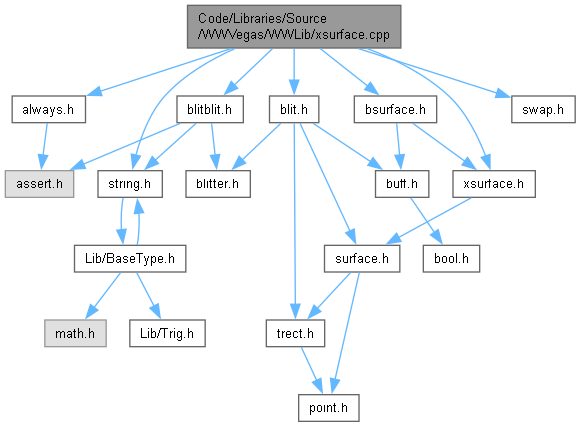 Code/Libraries/Source
/WWVegas/WWLib/xsurface.cpp
always.h
blitblit.h
blit.h
bsurface.h
swap.h
assert.h
string.h
blitter.h
buff.h
xsurface.h
Lib/BaseType.h
surface.h
bool.h
math.h
Lib/Trig.h
trect.h
point.h